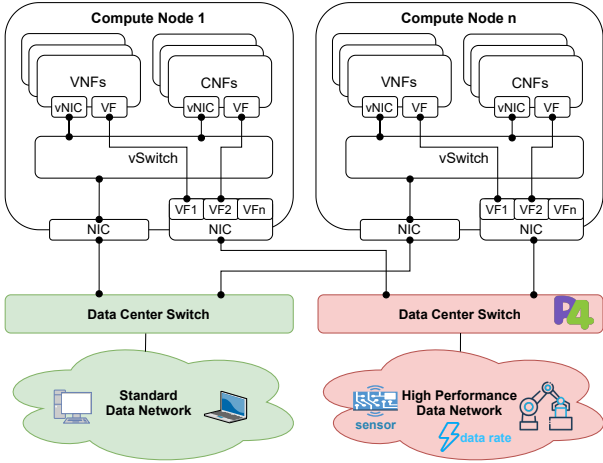 Compute Node 1
VNFs
CNFs
vNIC
VF
vNIC
VF
vSwitch
VF1
VF2
VFn
NIC
NIC
Compute Node n
VNFs
CNFs
vNIC
VF
vNIC
VF
vSwitch
VF1
VF2
VFn
NIC
NIC
Data Center Switch
Data Center Switch
P4
Standard
Data Network
High Performance
Data Network
sensor
data rate